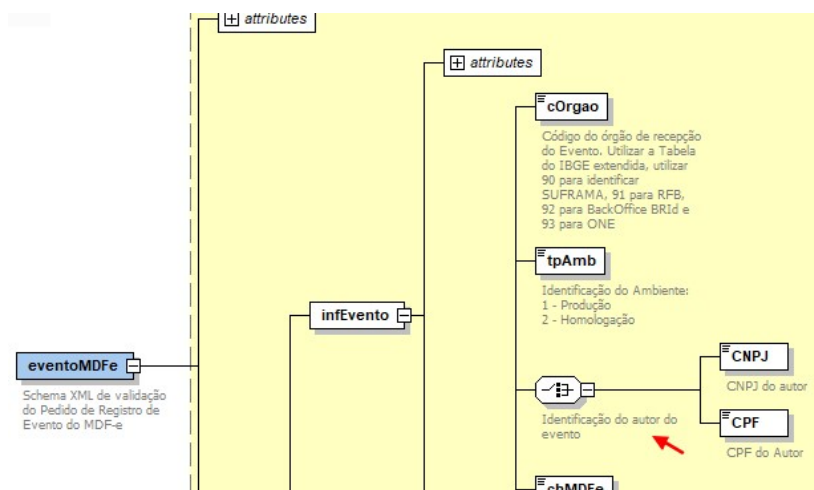 attributes
attributes
cOrgao
Código do órgão de recepção
do Evento. Utilizar a Tabela
do IBGE extendida, utilizar
90 para identificar
SUFRAMA, 91 para RFB,
92 para BackOffice BRId e
93 para ONE
tpAmb
Identificação do Ambiente:
1 - Produção
2 - Homologação
infEvento
eventoMDFe
Schema XML de validação
do Pedido de Registro de
Evento do MDF-e
CNPJ
CNPJ do autor
Identificação do autor do
evento
CPF
CPF do Autor
chMDFe